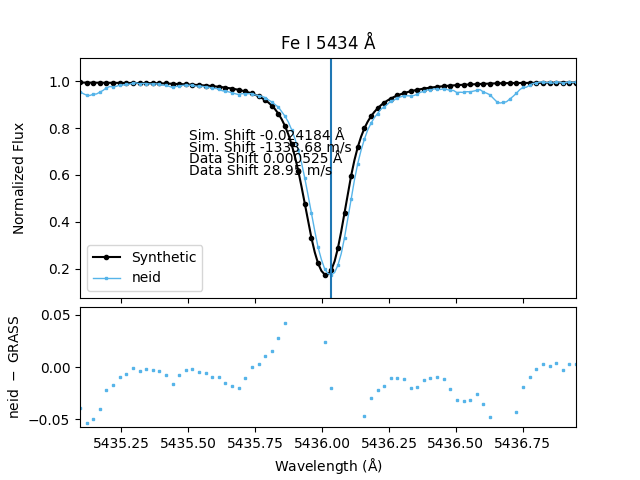 Fe I 5434 Å
Normalized Flux
1.0
0.8
0.6
0.4
0.2
Sim. Shift -0.024184 Å
Sim. Shift -1333.68 m/s
Data Shift 0.000525 Å
Data Shift 28.93 m/s
Synthetic
neid
neid − GRASS
0.05
0.00
−0.05
5435.25 5435.50 5435.75 5436.00 5436.25 5436.50 5436.75
Wavelength (Å)